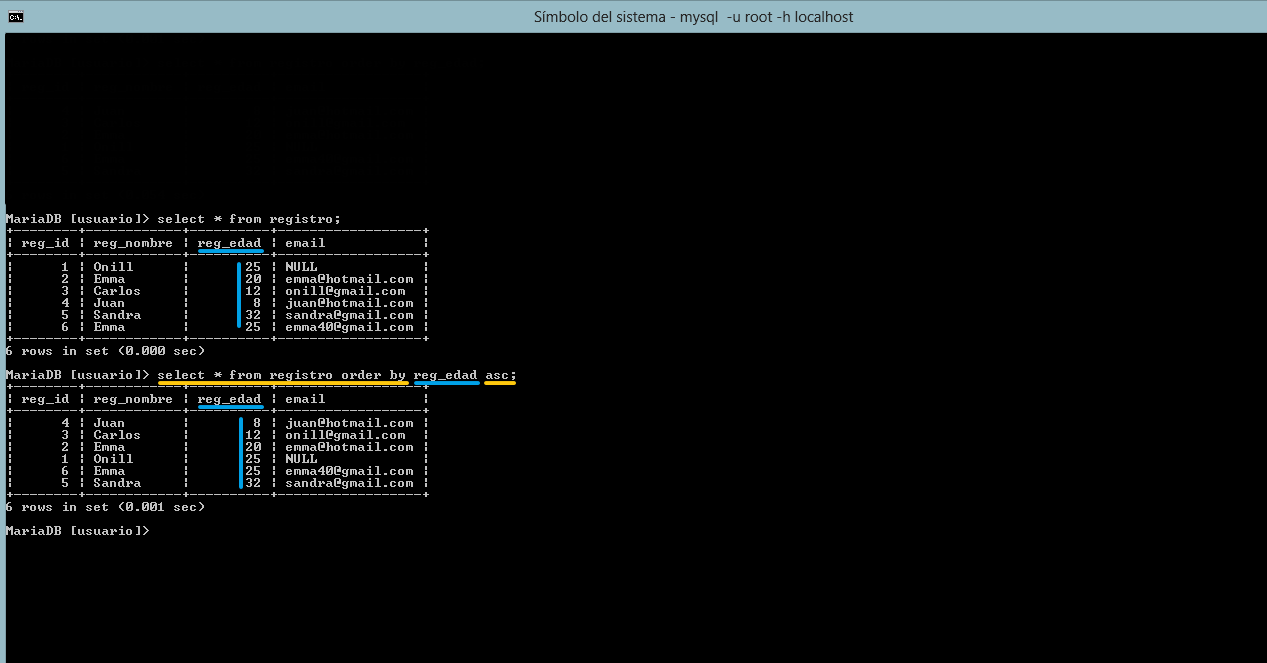 Símbolo del sistema - mysql  -u root -h localhost
MariaDB [usuario]> select * from registro;
+--------+------------+----------+------------------+
| reg_id | reg_nombre | reg_edad | email            |
+--------+------------+----------+------------------+
|      1 | Onill      |       25 | NULL             |
|      2 | Emma       |       20 | emma@hotmail.com |
|      3 | Carlos     |       12 | onill@gmail.com  |
|      4 | Juan       |        8 | juan@hotmail.com |
|      5 | Sandra     |       32 | sandra@gmail.com |
|      6 | Emma       |       25 | emma40@gmail.com |
+--------+------------+----------+------------------+
6 rows in set (0.000 sec)
MariaDB [usuario]> select * from registro order by reg_edad asc;
+--------+------------+----------+------------------+
| reg_id | reg_nombre | reg_edad | email            |
+--------+------------+----------+------------------+
|      4 | Juan       |        8 | juan@hotmail.com |
|      3 | Carlos     |       12 | onill@gmail.com  |
|      2 | Emma       |       20 | emma@hotmail.com |
|      1 | Onill      |       25 | NULL             |
|      6 | Emma       |       25 | emma40@gmail.com |
|      5 | Sandra     |       32 | sandra@gmail.com |
+--------+------------+----------+------------------+
6 rows in set (0.001 sec)
MariaDB [usuario]>